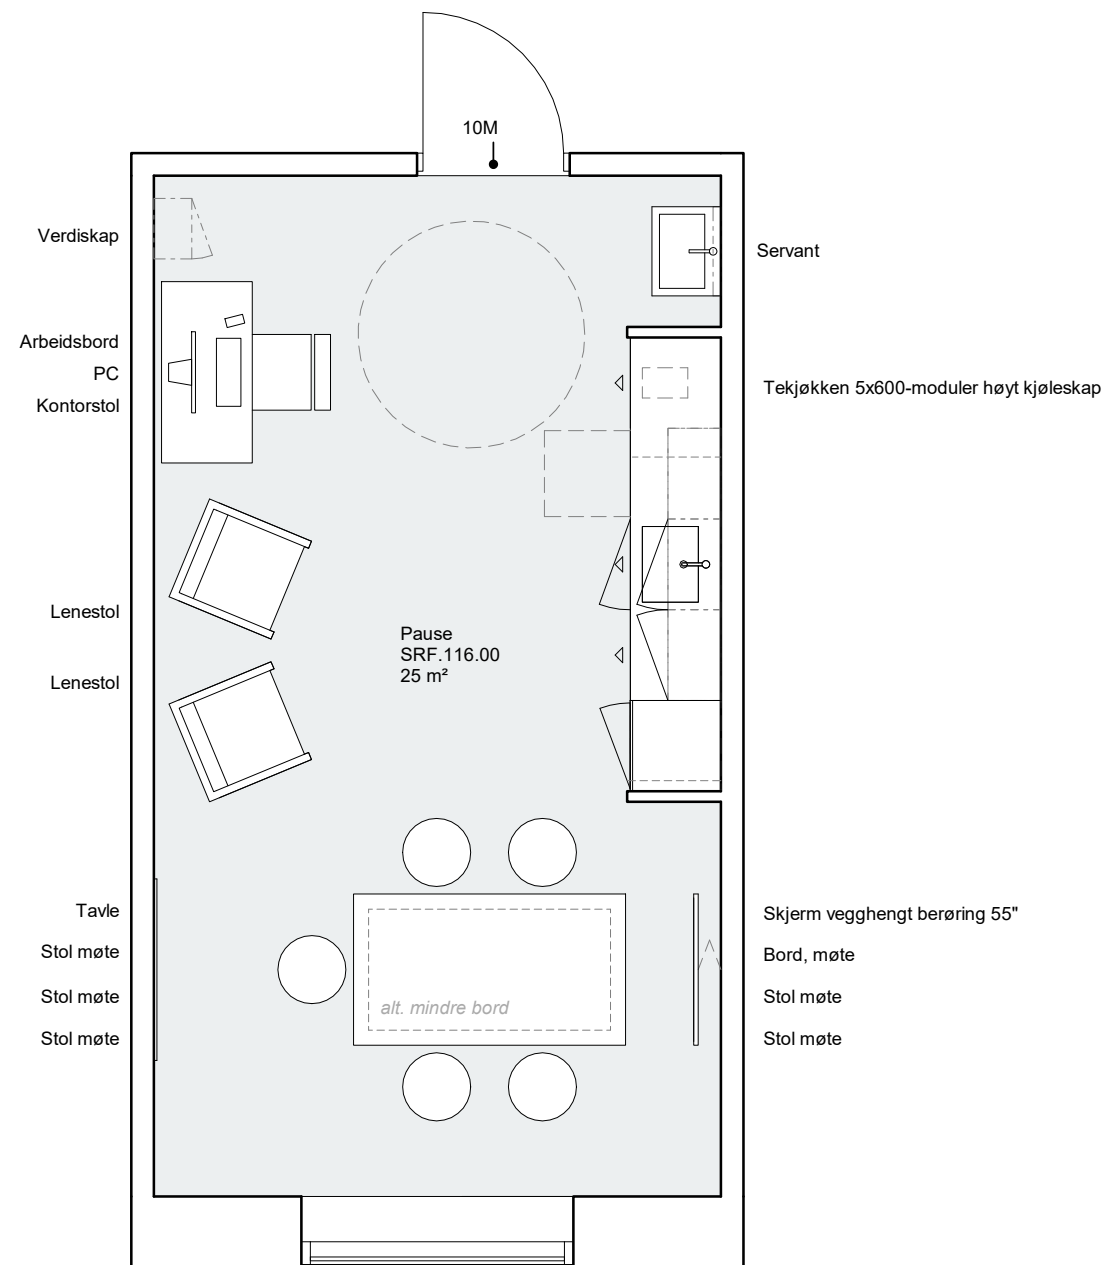 10M
Verdiskap
Servant
Arbeidsbord
PC
Kontorstol
Tekjøkken 5x600-moduler høyt kjøleskap
Lenestol
Lenestol
Pause
SRF.116.00
25 m²
Tavle
Stol møte
Stol møte
Stol møte
alt. mindre bord
Skjerm vegghengt berøring 55"
Bord, møte
Stol møte
Stol møte